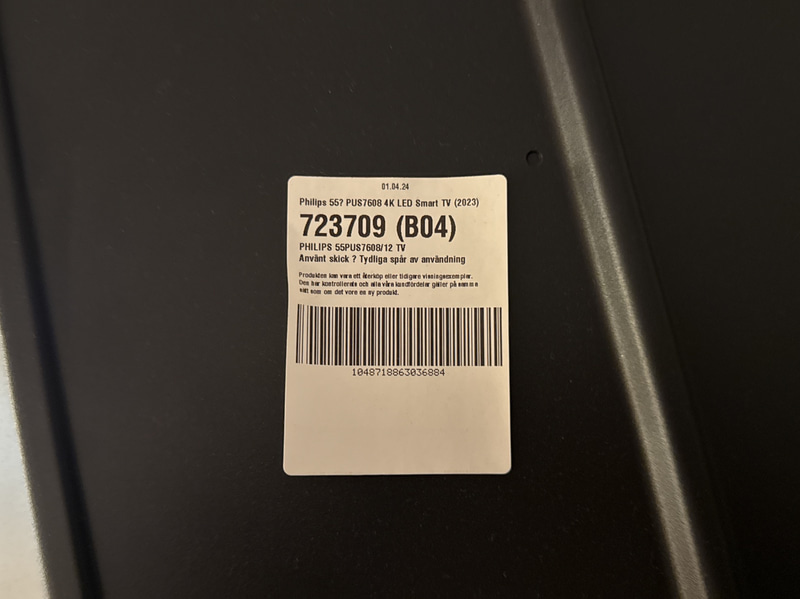 01.04.24
Philips 55? PUS7608 4K LED Smart TV (2023)
723709 (B04)
PHILIPS 55PUS7608/12 TV
Använt skick ? Tydliga spår av användning
Produkten kan vara ett återköp eller tidigare visningsexemplar.
Den har kontrollerats och alla våra kundfördelar gäller på samma
sätt som om det vore en ny produkt.
1048718863036884